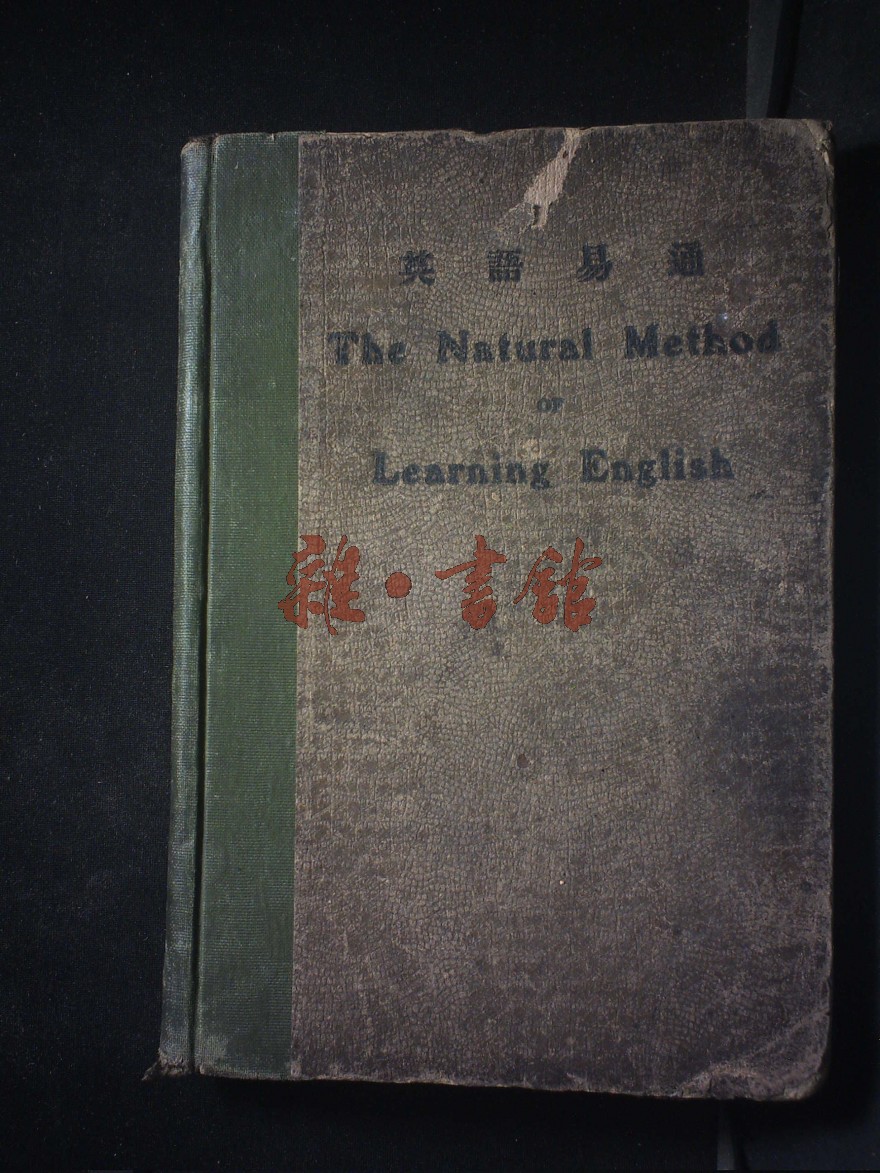 英語易通
The Natural Method
OF
Learning English
雜·書館